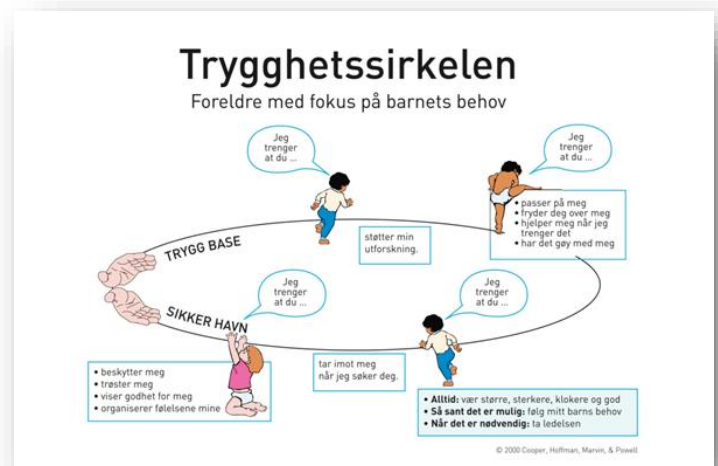 Trygghetssirkelen
Foreldre med fokus på barnets behov
Jeg
trenger
at du ...
Jeg
trenger
at du ...
• passer på meg
• fryder deg over meg
• hjelper meg når jeg
trenger det
• har det gøy med meg
støtter min
utforskning.
TRYGG BASE
SIKKER HAVN
Jeg
trenger
at du ...
Jeg
trenger
at du ...
tar imot meg
når jeg søker deg.
• beskytter meg
• trøster meg
• viser godhet for meg
• organiserer følelsene mine
• Alltid: vær større, sterkere, klokere og god
• Så sant det er mulig: følg mitt barns behov
• Når det er nødvendig: ta ledelsen
© 2000 Cooper, Hoffman, Marvin, & Powell